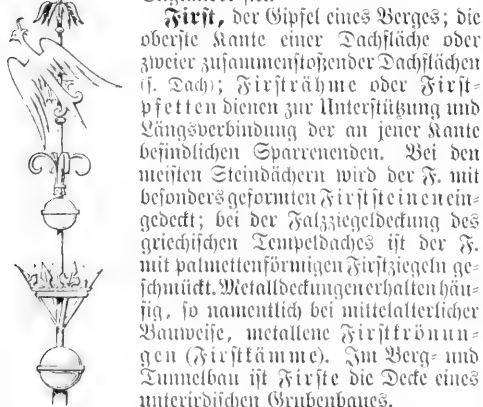 First, der Gipfel eines Berges; die
oberste Kante einer Dachfläche oder
zweier zusammenstoßender Dachflächen
(s. Dach); Firsträhme oder First-
pfetten dienen zur Unterstützung und
Längsverbindung der an jener Kante
befindlichen Sparrenenden. Bei den
meisten Steindächern wird der F. mit
besonders geformten Firststeinen ein-
gedeckt; bei der Falzziegeldeckung des
griechischen Tempeldaches ist der F.
mit palmettenförmigen Firstziegeln ge-
schmückt. Metalldeckungen erhalten häu-
fig, so namentlich bei mittelalterlicher
Bauweise, metallene Firstkrönun-
gen (Firstkämme). Im Berg- und
Tunnelbau ist Firste die Decke eines
unterirdischen Grubenbaues.